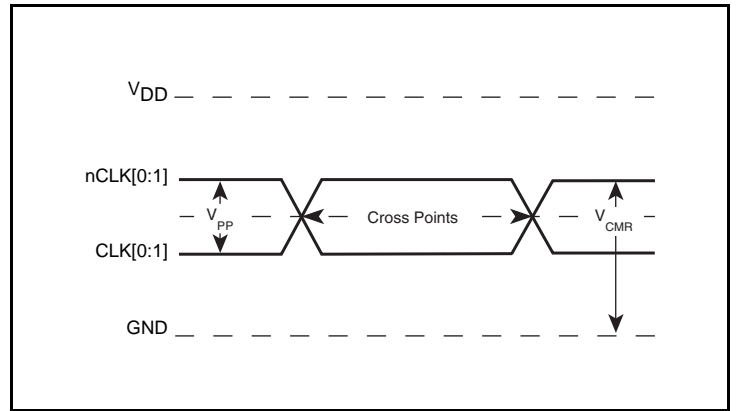 VDD
nCLK[0:1]
VPP
Cross Points
VCMR
CLK[0:1]
GND